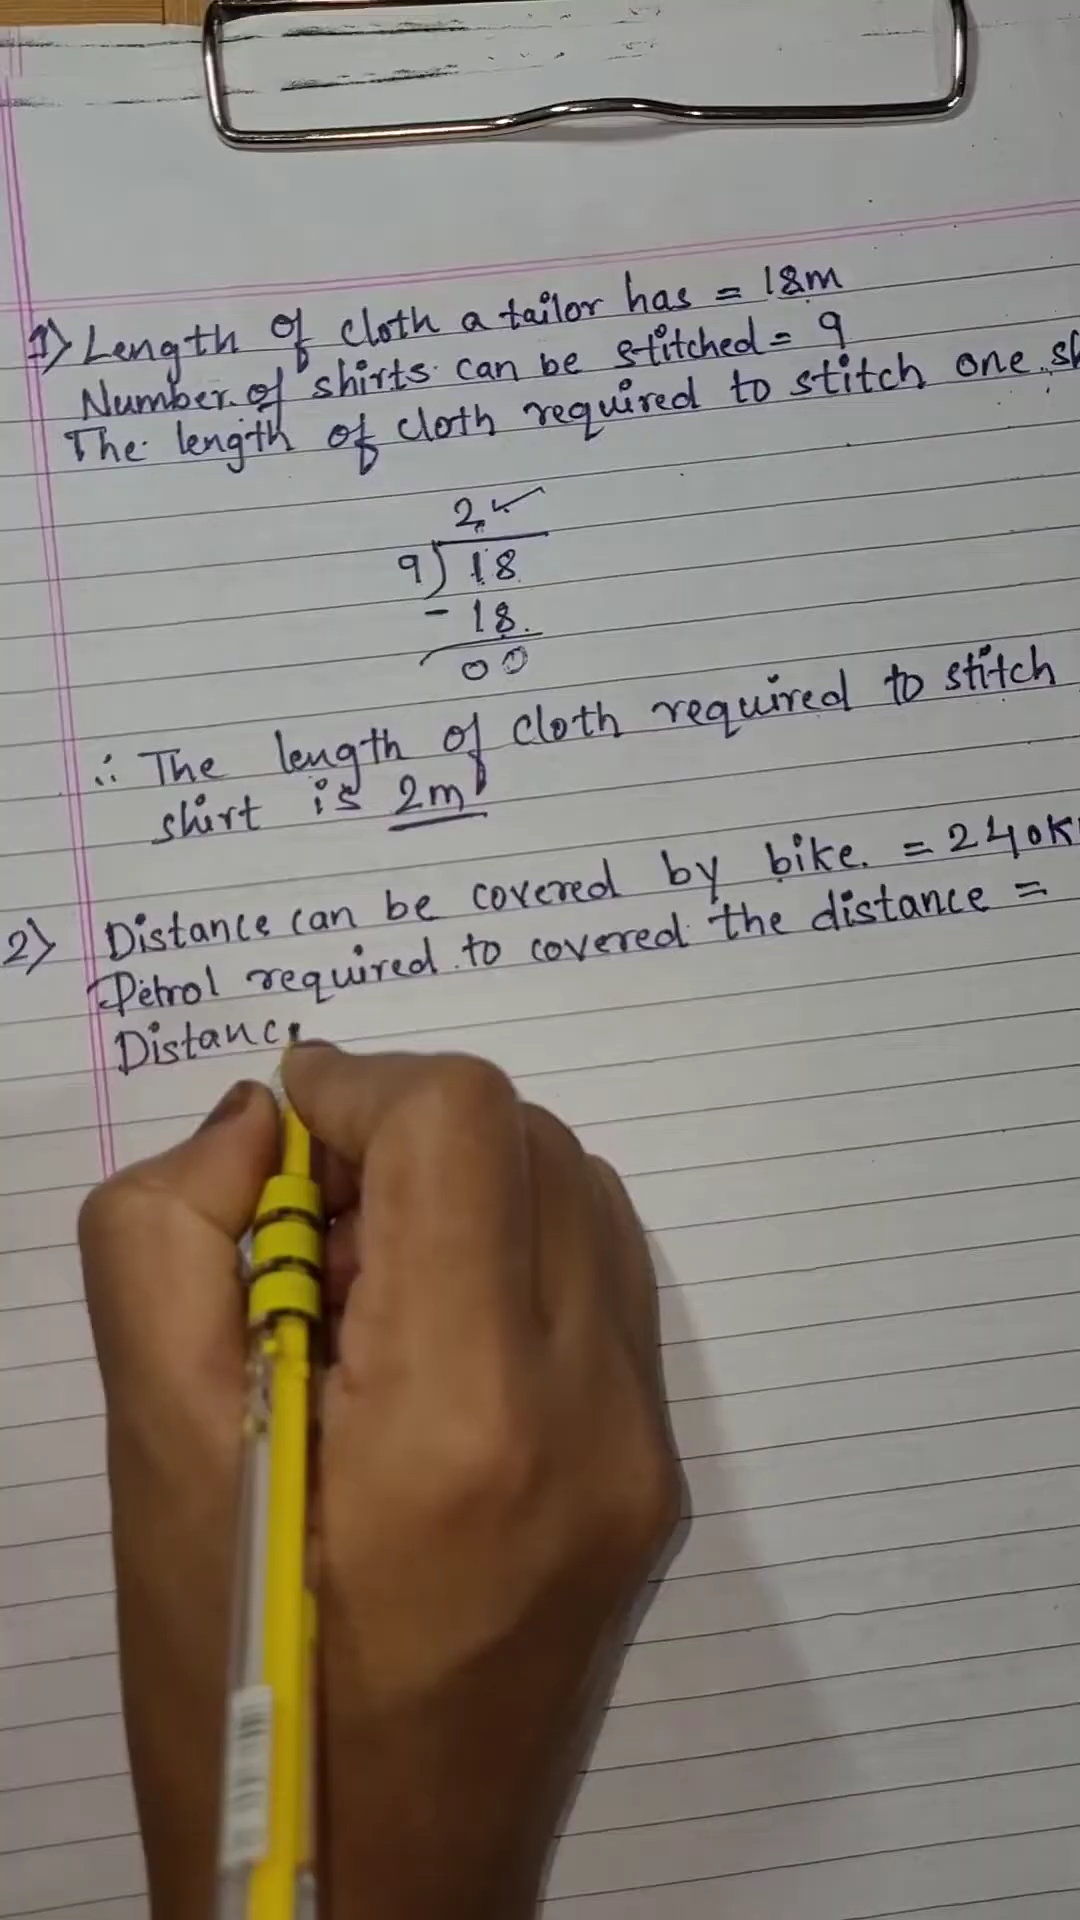 1) Length of cloth a tailor has = 18m
Number of shirts can be stitched = 9
The length of cloth required to stitch one
2
9) 18
- 18
00
∴ The length of cloth required to stitch
shirt is 2m
2) Distance can be covered by bike. = 240K
Petrol required to covered the distance =
Distanc